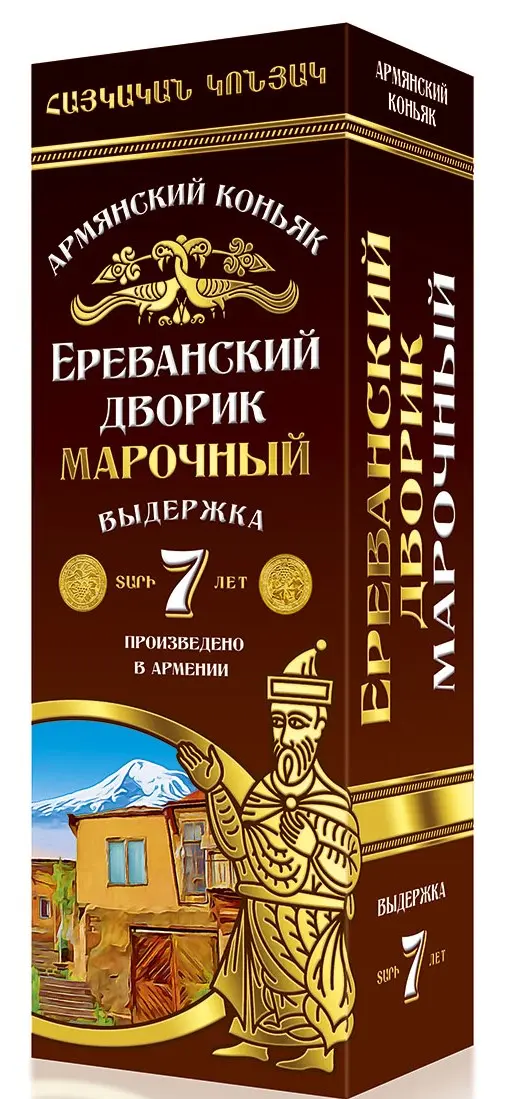 ՀԱՅԿԱԿԱՆ ԿՈՆՅԱԿ
АРМЯНСКИЙ КОНЬЯК
ЕРЕВАНСКИЙ
ДВОРИК
МАРОЧНЫЙ
ВЫДЕРЖКА
ՏԱՐԻ 7 ЛЕТ
ПРОИЗВЕДЕНО
В АРМЕНИИ
АРМЯНСКИЙ
КОНЬЯК
ЕРЕВАНСКИЙ
ДВОРИК
МАРОЧНЫЙ
ВЫДЕРЖКА
ՏԱՐԻ 7 ЛЕТ